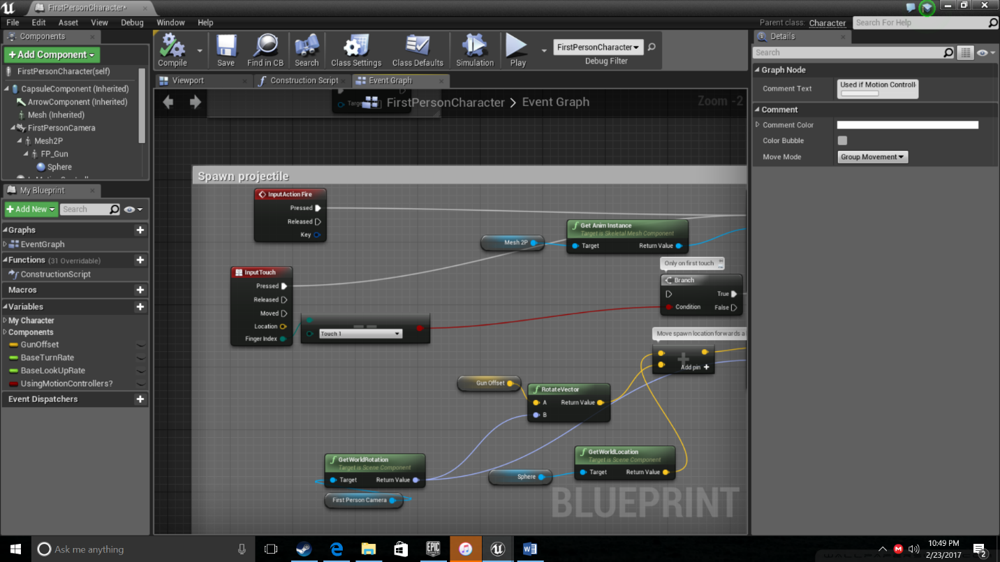 FirstPersonCharacter*
File Edit Asset View Debug Window Help
Parent class: Character
Search For Help
Components
Add Component
FirstPersonCharacter(self)
CapsuleComponent (Inherited)
ArrowComponent (Inherited)
Mesh (Inherited)
FirstPersonCamera
Mesh2P
FP_Gun
Sphere
My Blueprint
Add New
Search
Graphs
EventGraph
Functions (31 Overridable)
ConstructionScript
Macros
Variables
My Character
Components
GunOffset
BaseTurnRate
BaseLookUpRate
UsingMotionControllers?
Event Dispatchers
Compile
Save
Find in CB
Search
Class Settings
Class Defaults
Simulation
Play
FirstPersonCharacter
Debug Filter
Viewport
Construction Script
Event Graph
FirstPersonCharacter > Event Graph
Zoom -2
Spawn projectile
InputAction Fire
Pressed
Released
Key
Mesh 2P
Get Anim Instance
Target is Skeletal Mesh Component
Target Return Value
InputTouch
Pressed
Released
Moved
Location
Finger Index
Touch 1
Only on first touch
Branch
True
Condition False
Move spawn location forwards a
Add pin +
Gun Offset
RotateVector
A Return Value
B
GetWorldRotation
Target is Scene Component
Target Return Value
First Person Camera
Sphere
GetWorldLocation
Target is Scene Component
Target Return Value
BLUEPRINT
Details
Search
Graph Node
Comment Text Used if Motion Controll
Comment
Comment Color
Color Bubble
Move Mode Group Movement
Ask me anything
EPIC
10:49 PM
2/23/2017
2